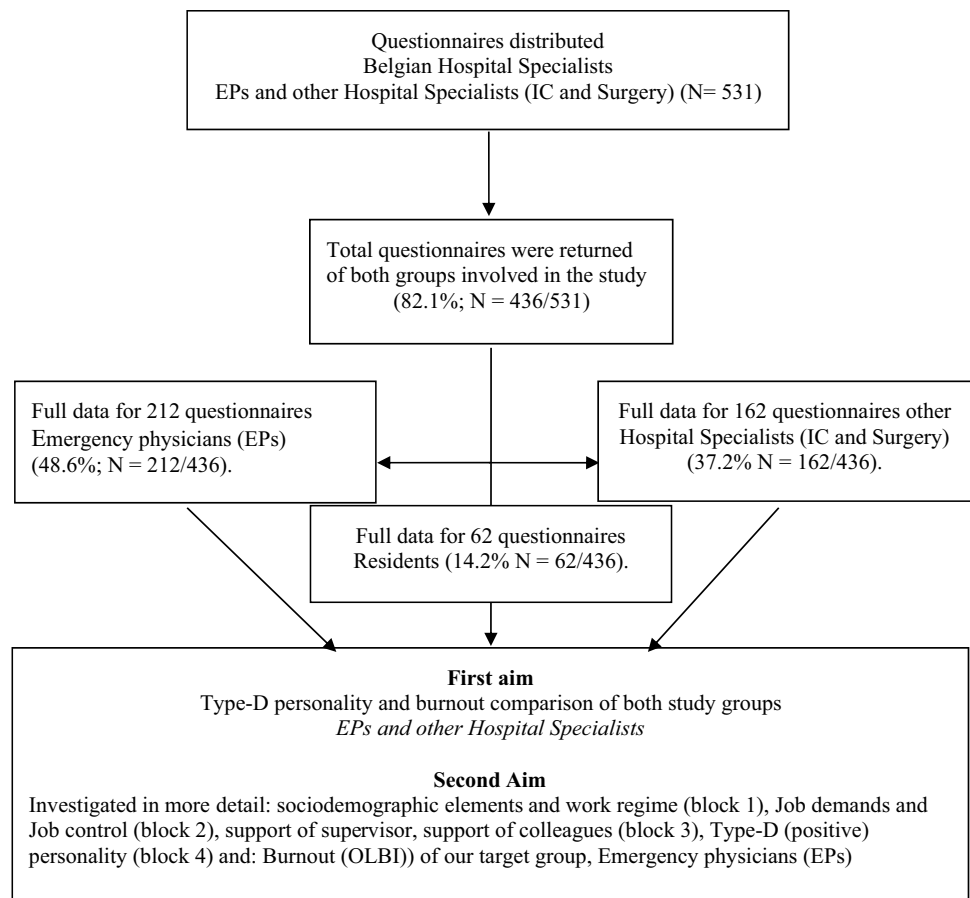 Questionnaires distributed
Belgian Hospital Specialists
EPs and other Hospital Specialists (IC and Surgery) (N= 531)
Total questionnaires were returned
of both groups involved in the study
(82.1%; N = 436/531)
Full data for 212 questionnaires
Emergency physicians (EPs)
(48.6%; N = 212/436).
Full data for 162 questionnaires other
Hospital Specialists (IC and Surgery)
(37.2% N = 162/436).
Full data for 62 questionnaires
Residents (14.2% N = 62/436).
First aim
Type-D personality and burnout comparison of both study groups
EPs and other Hospital Specialists
Second Aim
Investigated in more detail: sociodemographic elements and work regime (block 1), Job demands and
Job control (block 2), support of supervisor, support of colleagues (block 3), Type-D (positive)
personality (block 4) and: Burnout (OLBI)) of our target group, Emergency physicians (EPs)